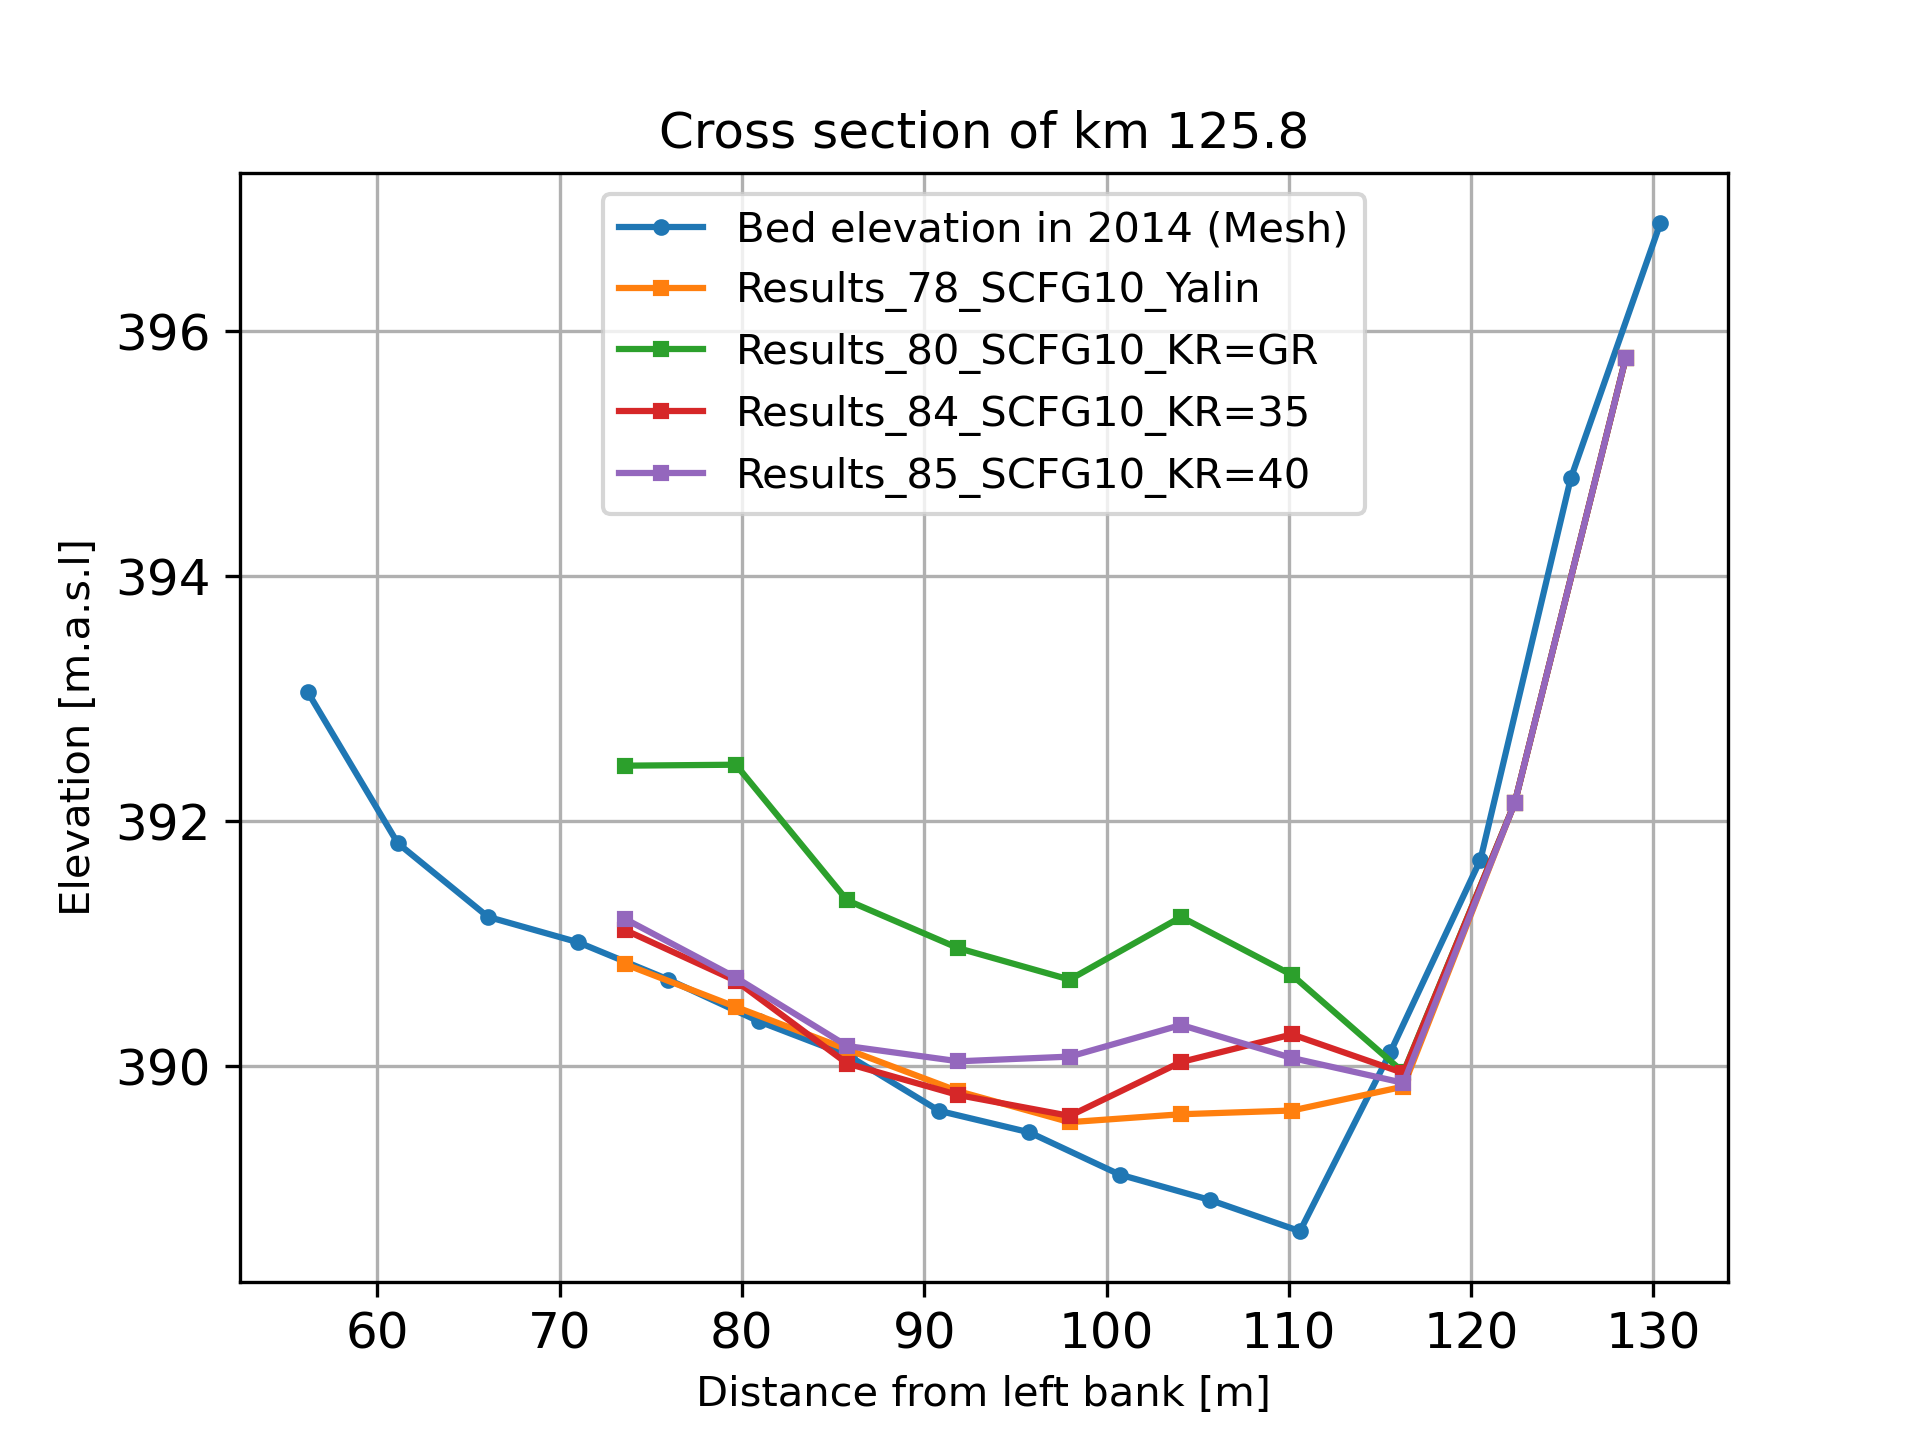 Cross section of km 125.8
Bed elevation in 2014 (Mesh)
Results_78_SCFG10_Yalin
Results_80_SCFG10_KR=GR
Results_84_SCFG10_KR=35
Results_85_SCFG10_KR=40
396
394
392
390
Elevation [m.a.s.l]
60 70 80 90 100 110 120 130
Distance from left bank [m]